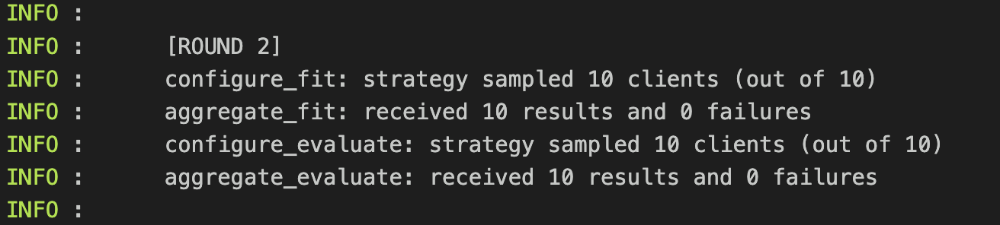 INFO :
INFO :      [ROUND 2]
INFO :      configure_fit: strategy sampled 10 clients (out of 10)
INFO :      aggregate_fit: received 10 results and 0 failures
INFO :      configure_evaluate: strategy sampled 10 clients (out of 10)
INFO :      aggregate_evaluate: received 10 results and 0 failures
INFO :